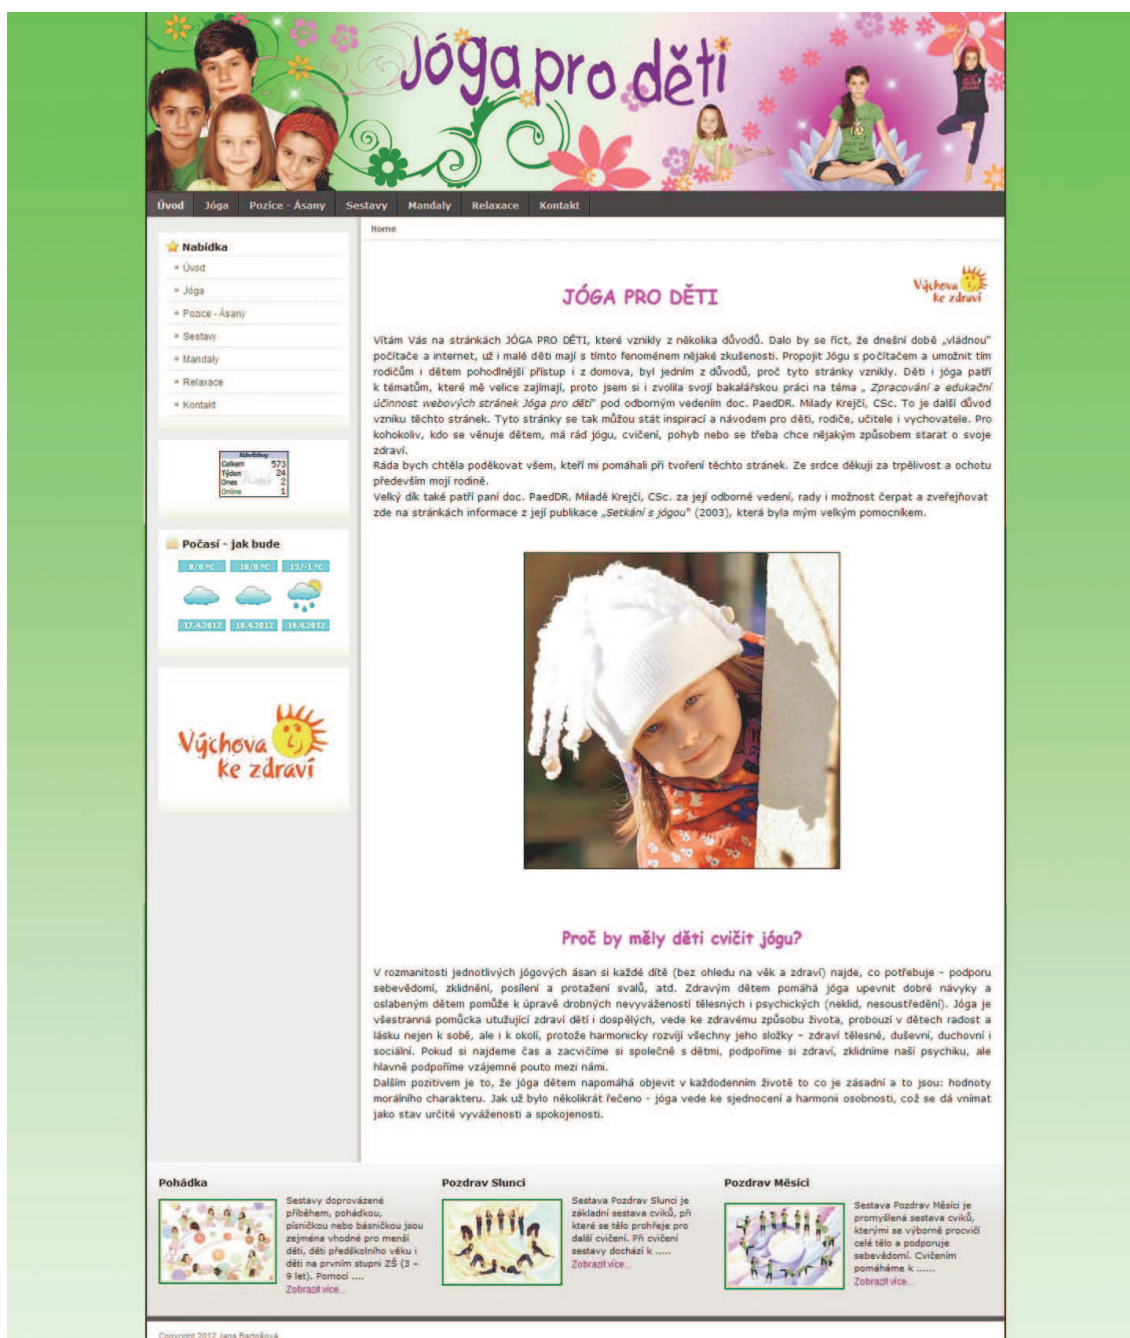 Jóga pro děti
Úvod Jóga Pozice - Ásany Sestavy Mandaly Relaxace Kontakt
Home
Nabídka
Úvod
Jóga
Pozice - Ásany
Sestavy
Mandaly
Relaxace
Kontakt
Návštěvy
Celkem 573
Týden 24
Dnes 2
Online 1
Počasí - jak bude
8/0 °C 10/0 °C 15/-1 °C
17.4.2012 18.4.2012 19.4.2012
Výchova
ke zdraví
JÓGA PRO DĚTI
Výchova
ke zdraví
Vítám Vás na stránkách JÓGA PRO DĚTI, které vznikly z několika důvodů. Dalo by se říct, že dnešní době „vládnou"
počítače a internet, už i malé děti mají s tímto fenoménem nějaké zkušenosti. Propojit Jógu s počítačem a umožnit tím
rodičům i dětem pohodlnější přístup i z domova, byl jedním z důvodů, proč tyto stránky vznikly. Děti i jóga patří
k tématům, které mě velice zajímají, proto jsem si i zvolila svojí bakalářskou práci na téma „ Zpracování a edukační
účinnost webových stránek Jóga pro děti" pod odborným vedením doc. PaedDR. Milady Krejčí, CSc. To je další důvod
vzniku těchto stránek. Tyto stránky se tak můžou stát inspirací a návodem pro děti, rodiče, učitele i vychovatele. Pro
kohokoliv, kdo se věnuje dětem, má rád jógu, cvičení, pohyb nebo se třeba chce nějakým způsobem starat o svoje
zdraví.
Ráda bych chtěla poděkovat všem, kteří mi pomáhali při tvoření těchto stránek. Ze srdce děkuji za trpělivost a ochotu
především mojí rodině.
Velký dík také patří paní doc. PaedDR. Miladě Krejčí, CSc. za její odborné vedení, rady i možnost čerpat a zveřejňovat
zde na stránkách informace z její publikace „Setkání s jógou" (2003), která byla mým velkým pomocníkem.
Proč by měly děti cvičit jógu?
V rozmanitosti jednotlivých jógových ásan si každé dítě (bez ohledu na věk a zdraví) najde, co potřebuje - podporu
sebevědomí, zklidnění, posílení a protažení svalů, atd. Zdravým dětem pomáhá jóga upevnit dobré návyky a
oslabeným dětem pomůže k úpravě drobných nevyvážeností tělesných i psychických (neklid, nesoustředění). Jóga je
všestranná pomůcka utužující zdraví dětí i dospělých, vede ke zdravému způsobu života, probouzí v dětech radost a
lásku nejen k sobě, ale i k okolí, protože harmonicky rozvíjí všechny jeho složky – zdraví tělesné, duševní, duchovní i
sociální. Pokud si najdeme čas a zacvičíme si společně s dětmi, podpoříme si zdraví, zklidníme naší psychiku, ale
hlavně podpoříme vzájemné pouto mezi námi.
Dalším pozitivem je to, že jóga dětem napomáhá objevit v každodenním životě to co je zásadní a to jsou: hodnoty
morálního charakteru. Jak už bylo několikrát řečeno - jóga vede ke sjednocení a harmonii osobnosti, což se dá vnímat
jako stav určité vyváženosti a spokojenosti.
Pohádka
Sestavy doprovázené
příběhem, pohádkou,
písničkou nebo básničkou jsou
zejména vhodné pro menší
děti, děti předškolního věku i
děti na prvním stupni ZŠ (3 –
9 let). Pomocí ....
Zobrazit více...
Pozdrav Slunci
Sestava Pozdrav Slunci je
základní sestava cviků, při
které se tělo prohřeje pro
další cvičení. Při cvičení
sestavy dochází k .....
Zobrazit více...
Pozdrav Měsíci
Sestava Pozdrav Měsíci je
promyšlená sestava cviků,
kterými se výborně procvičí
celé tělo a podporuje
sebevědomí. Cvičením
pomáháme k ......
Zobrazit více...
Copyright 2012 Jana Bartošová